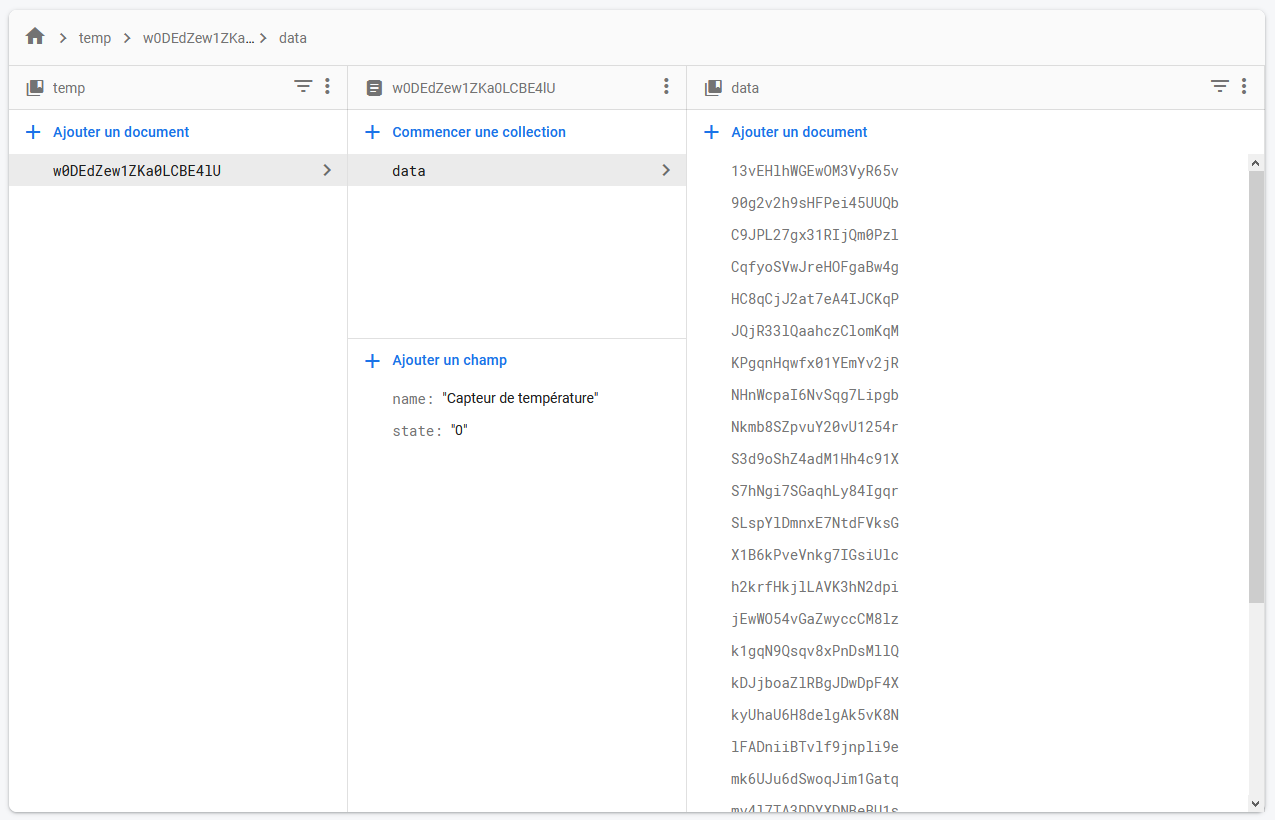 temp
w0DEdZew1ZKa...
data
temp
Ajouter un document
w0DEdZew1ZKa0LCBE4lU
w0DEdZew1ZKa0LCBE4lU
Commencer une collection
data
Ajouter un champ
name: "Capteur de température"
state: "0"
data
Ajouter un document
13vEHlhWGEwOM3VyR65v
90g2v2h9sHFPei45UUQb
C9JPL27gx31RIjQm0Pzl
CqfyoSVwJreHOFgaBw4g
HC8qCjJ2at7eA4IJCKqP
JQjR33lQaahczClomKqM
KPgqnHqwfx01YEmYv2jR
NHnWcpaI6NvSqg7Lipgb
Nkmb8SZpvuY20vU1254r
S3d9oShZ4adM1Hh4c91X
S7hNgi7SGaqhLy84Igqr
SLspYlDmnxE7NtdFVksG
X1B6kPveVnkg7IGsiUlc
h2krfHkjlLAVK3hN2dpi
jEwWO54vGaZwyccCM8lz
k1gqN9Qsqv8xPnDsMllQ
kDJjboaZlRBgJDwDpF4X
kyUhaU6H8delgAk5vK8N
lFADniiBTvlf9jnpli9e
mk6UJu6dSwoqJim1Gatq